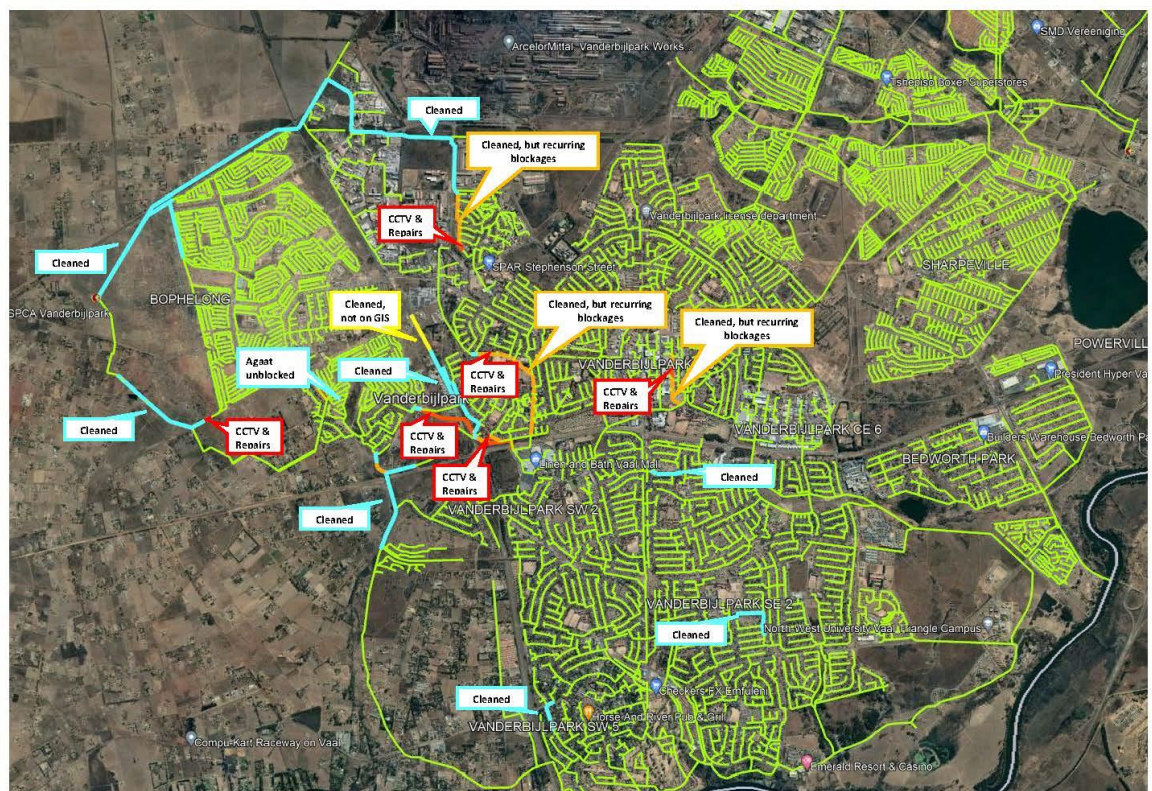 SMD Vereeniging
ArcelorMittal Vanderbijlpark Works
Tshepiso Boxer Superstores
Cleaned
Cleaned, but recurring
blockages
CCTV &
Repairs
Vanderbijlpark license department
Cleaned
SPAR Stephenson Street
SHARPEVILLE
BOPHELONG
SPCA Vanderbijlpark
Cleaned,
not on GIS
Cleaned, but recurring
blockages
Cleaned, but recurring
blockages
POWERVILL
Agaat
unblocked
Cleaned
VANDERBIJLPARK
CCTV &
Repairs
CCTV &
Repairs
President Hyper Va
Vanderbijlpark
Cleaned
CCTV &
Repairs
CCTV &
Repairs
VANDERBIJLPARK CE 6
Builders Warehouse Bedworth Pa
BEDWORTH PARK
Linen and Bath Vaal Mall
CCTV &
Repairs
Cleaned
VANDERBIJLPARK SW 2
Cleaned
VANDERBIJLPARK SE 2
Cleaned
North-West University Vaal Triangle Campus
Checkers FX Emfuleni
Cleaned
Horse And River Pub & Grill
VANDERBIJLPARK SW 5
Compu-Kart Raceway on Vaal
Emerald Resort & Casino